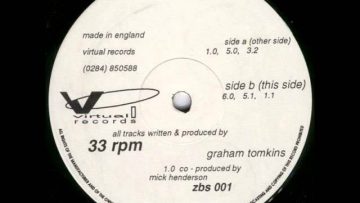 made in england
virtual records
(0284) 850588
side a (other side)
1.0, 5.0, 3.2
side b (this side)
6.0, 5.1, 1.1
V
virtual
records
all tracks written & produced by
33 rpm
graham tomkins
1.0 co - produced by
mick henderson
zbs 001